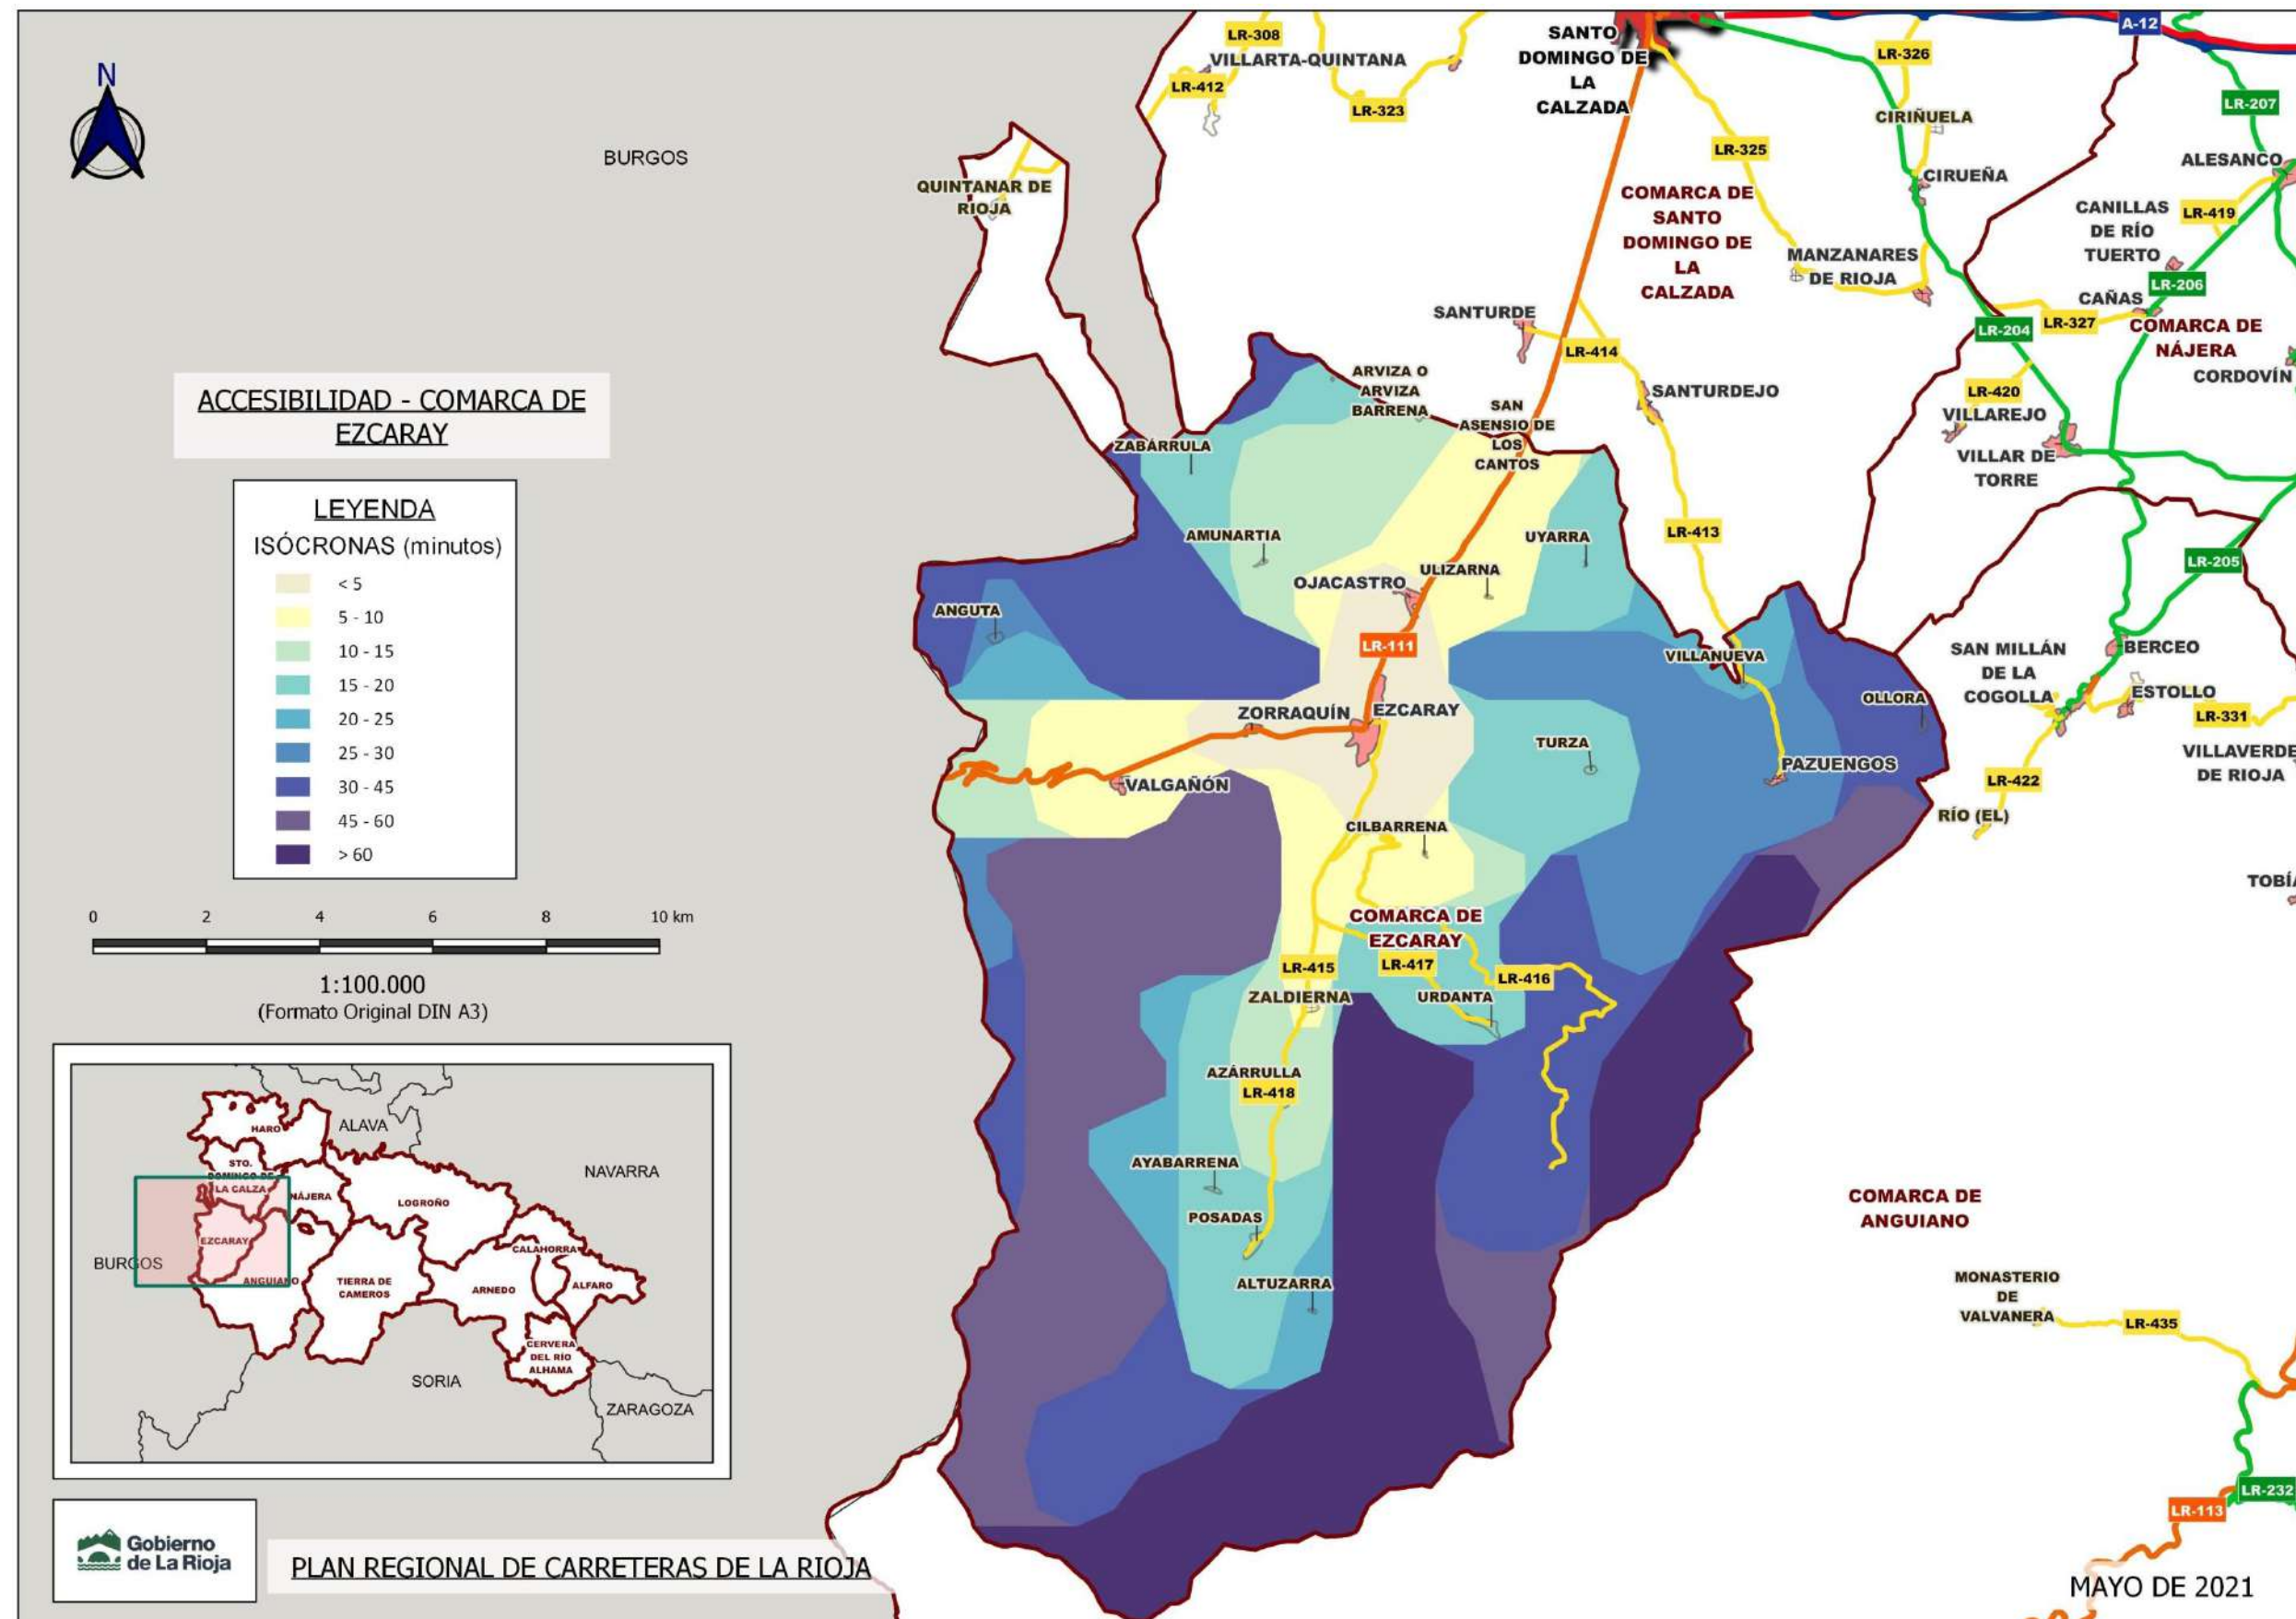 N
BURGOS
ACCESIBILIDAD - COMARCA DE
EZCARAY
LEYENDA
ISÓCRONAS (minutos)
< 5
5 - 10
10 - 15
15 - 20
20 - 25
25 - 30
30 - 45
45 - 60
> 60
0 2 4 6 8 10 km
1:100.000
(Formato Original DIN A3)
HARO
ALAVA
STO.
DOMINGO DE
LA CALZA
NÁJERA
NAVARRA
LOGROÑO
EZCARAY
BURGOS
ANGUIANO
TIERRA DE
CAMEROS
ARNEDO
CALAHORRA
ALFARO
CERVERA
DEL RÍO
ALHAMA
SORIA
ZARAGOZA
Gobierno
de La Rioja
PLAN REGIONAL DE CARRETERAS DE LA RIOJA
LR-308
VILLARTA-QUINTANA
LR-412
LR-323
SANTO
DOMINGO DE
LA
CALZADA
A-12
LR-326
LR-207
CIRIÑUELA
LR-325
ALESANCO
CIRUEÑA
QUINTANAR DE
RIOJA
COMARCA DE
SANTO
DOMINGO DE
LA
CALZADA
CANILLAS
DE RÍO
TUERTO
LR-419
MANZANARES
DE RIOJA
LR-206
CAÑAS
SANTURDE
LR-204
LR-327
COMARCA DE
NÁJERA
LR-414
CORDOVÍN
ARVIZA O
ARVIZA
BARRENA
SANTURDEJO
LR-420
VILLAREJO
SAN
ASENSIO DE
LOS
CANTOS
ZABÁRRULA
VILLAR DE
TORRE
AMUNARTIA
UYARRA
LR-413
LR-205
ULIZARNA
OJACASTRO
ANGUTA
LR-111
VILLANUEVA
SAN MILLÁN
DE LA
COGOLLA
BERCEO
ESTOLLO
OLLORA
LR-331
ZORRAQUÍN
EZCARAY
TURZA
VILLAVERDE
DE RIOJA
PAZUENGOS
LR-422
VALGAÑÓN
RÍO (EL)
CILBARRENA
TOBÍA
COMARCA DE
EZCARAY
LR-415
LR-417
LR-416
ZALDIERNA
URDANTA
AZÁRRULLA
LR-418
AYABARRENA
POSADAS
COMARCA DE
ANGUIANO
ALTUZARRA
MONASTERIO
DE
VALVANERA
LR-435
LR-232
LR-113
MAYO DE 2021